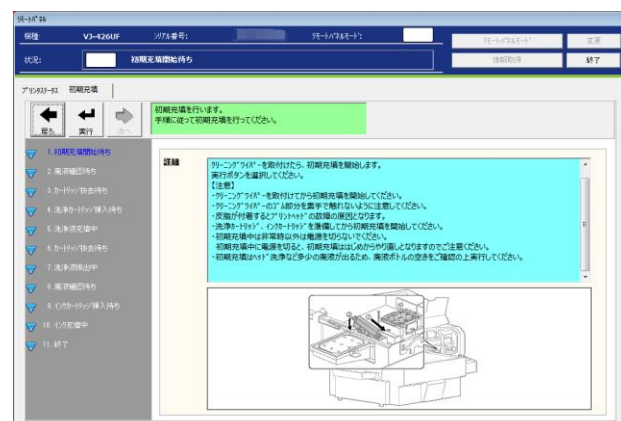 リモートパネル
機種: VJ-426UF シリアル番号: リモートパネルモード: リモートパネルモード 変更
状況: 初期充填開始待ち 情報取得 終了
プリンタステータス 初期充填
戻る 実行 次へ
初期充填を行います。
手順に従って初期充填を行ってください。
1. 初期充填開始待ち
2. 廃液確認待ち
3. カートリッジ抜去待ち
4. 洗浄カートリッジ挿入待ち
5. 洗浄液充填中
6. カートリッジ抜去待ち
7. 洗浄液排出中
8. 廃液確認待ち
9. インクカートリッジ挿入待ち
10. インク充填中
11. 終了
詳細
クリーニングワイパーを取付けたら、初期充填を開始します。
実行ボタンを選択してください。
【注意】
・クリーニングワイパーを取付けてから初期充填を開始してください。
・クリーニングワイパーのゴム部分を素手で触れないように注意してください。
・皮脂が付着するとプリントヘッドの故障の原因となります。
・洗浄カートリッジ、インクカートリッジを準備してから初期充填を開始してください。
・初期充填中は非常時以外は電源を切らないでください。
初期充填中に電源を切ると、初期充填ははじめからやり直しとなりますのでご注意ください。
・初期充填はヘッド洗浄など多少の廃液が出るため、廃液ボトルの空きをご確認の上実行してください。